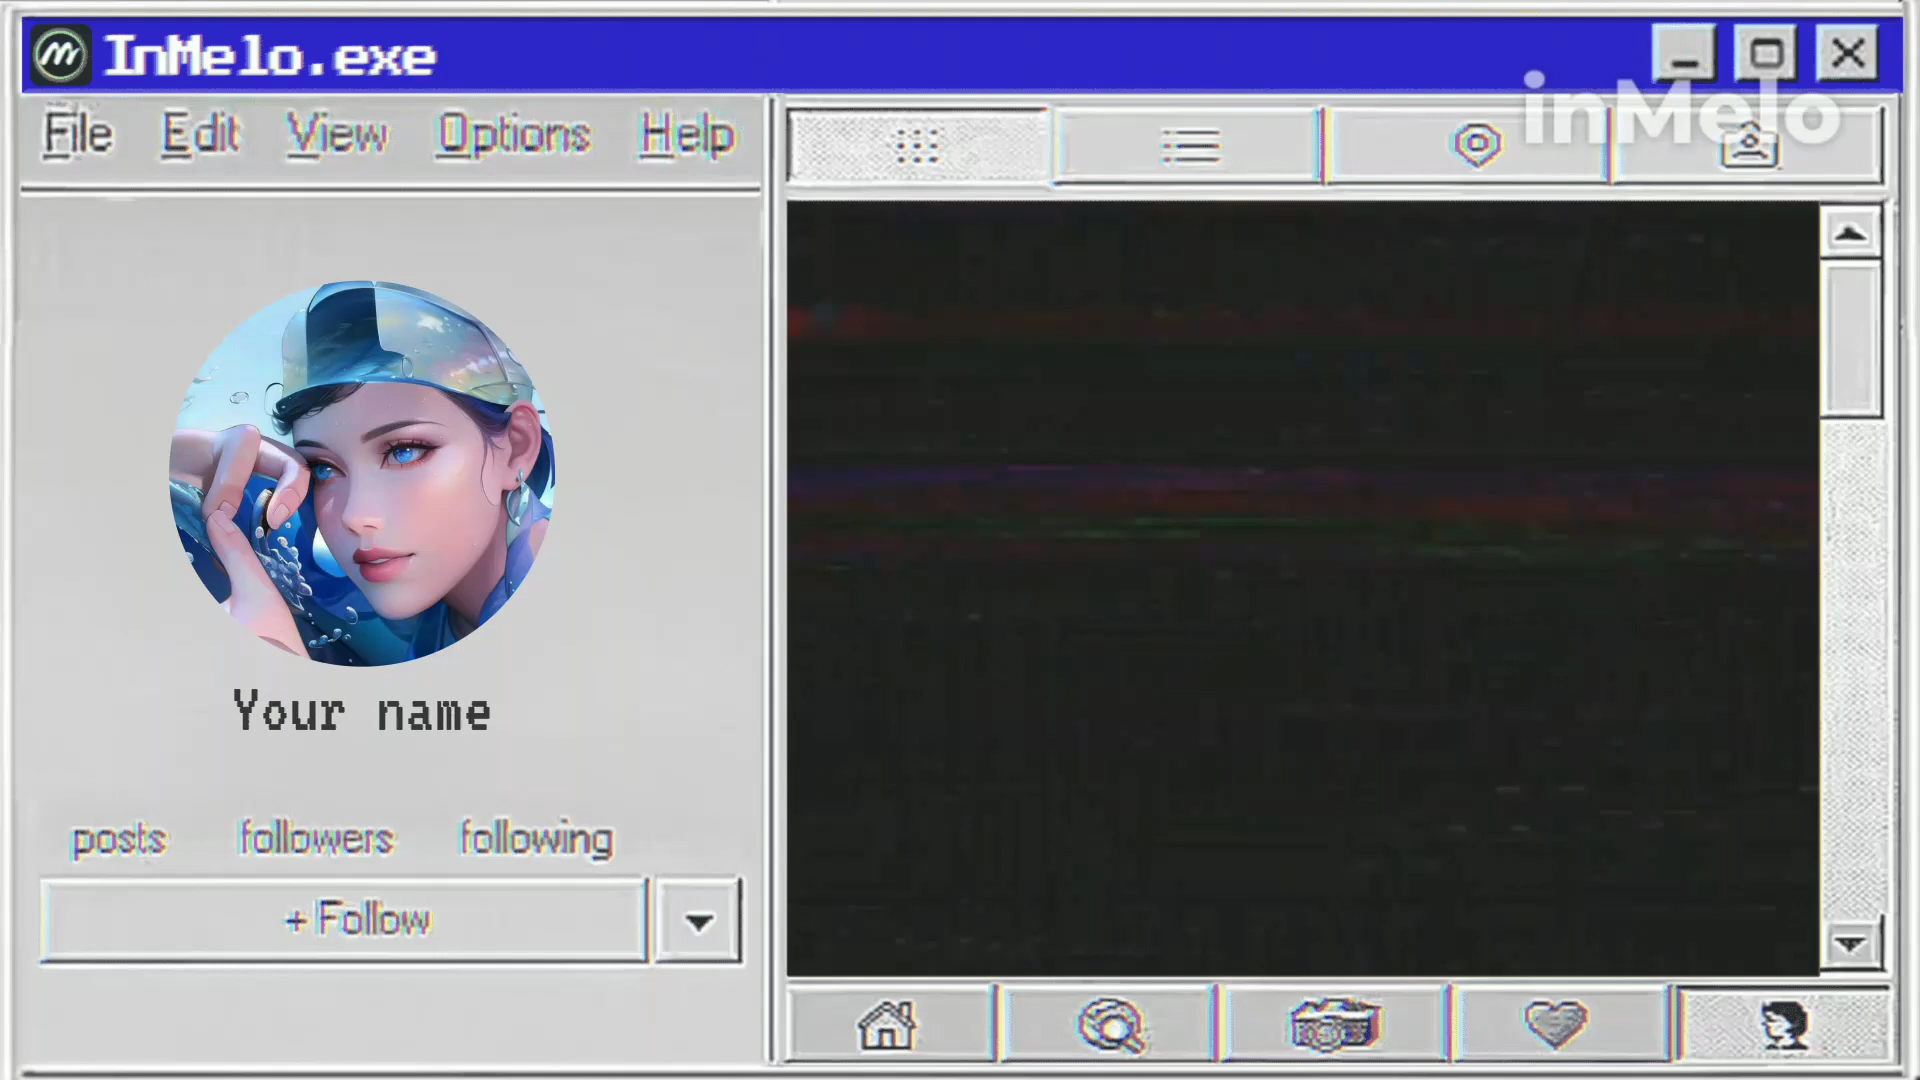 InMelo.exe
inMelo
File Edit View Options Help
Your name
posts followers following
+ Follow